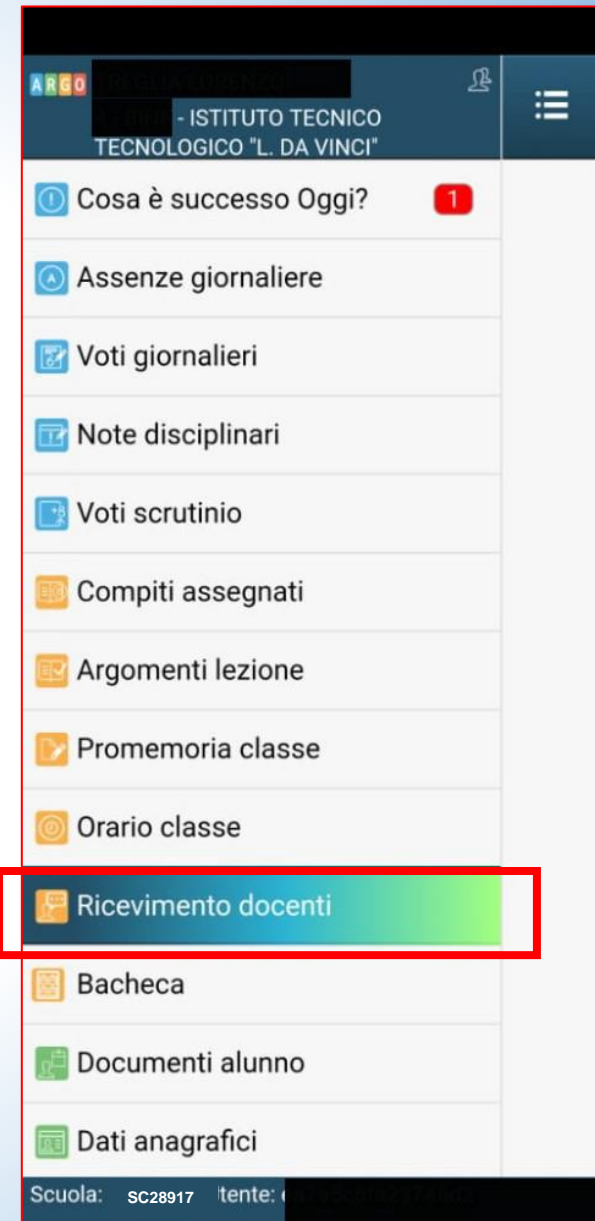 ARGO
- ISTITUTO TECNICO
TECNOLOGICO "L. DA VINCI"
Cosa è successo Oggi? 1
Assenze giornaliere
Voti giornalieri
Note disciplinari
Voti scrutinio
Compiti assegnati
Argomenti lezione
Promemoria classe
Orario classe
Ricevimento docenti
Bacheca
Documenti alunno
Dati anagrafici
Scuola: SC28917 tente: